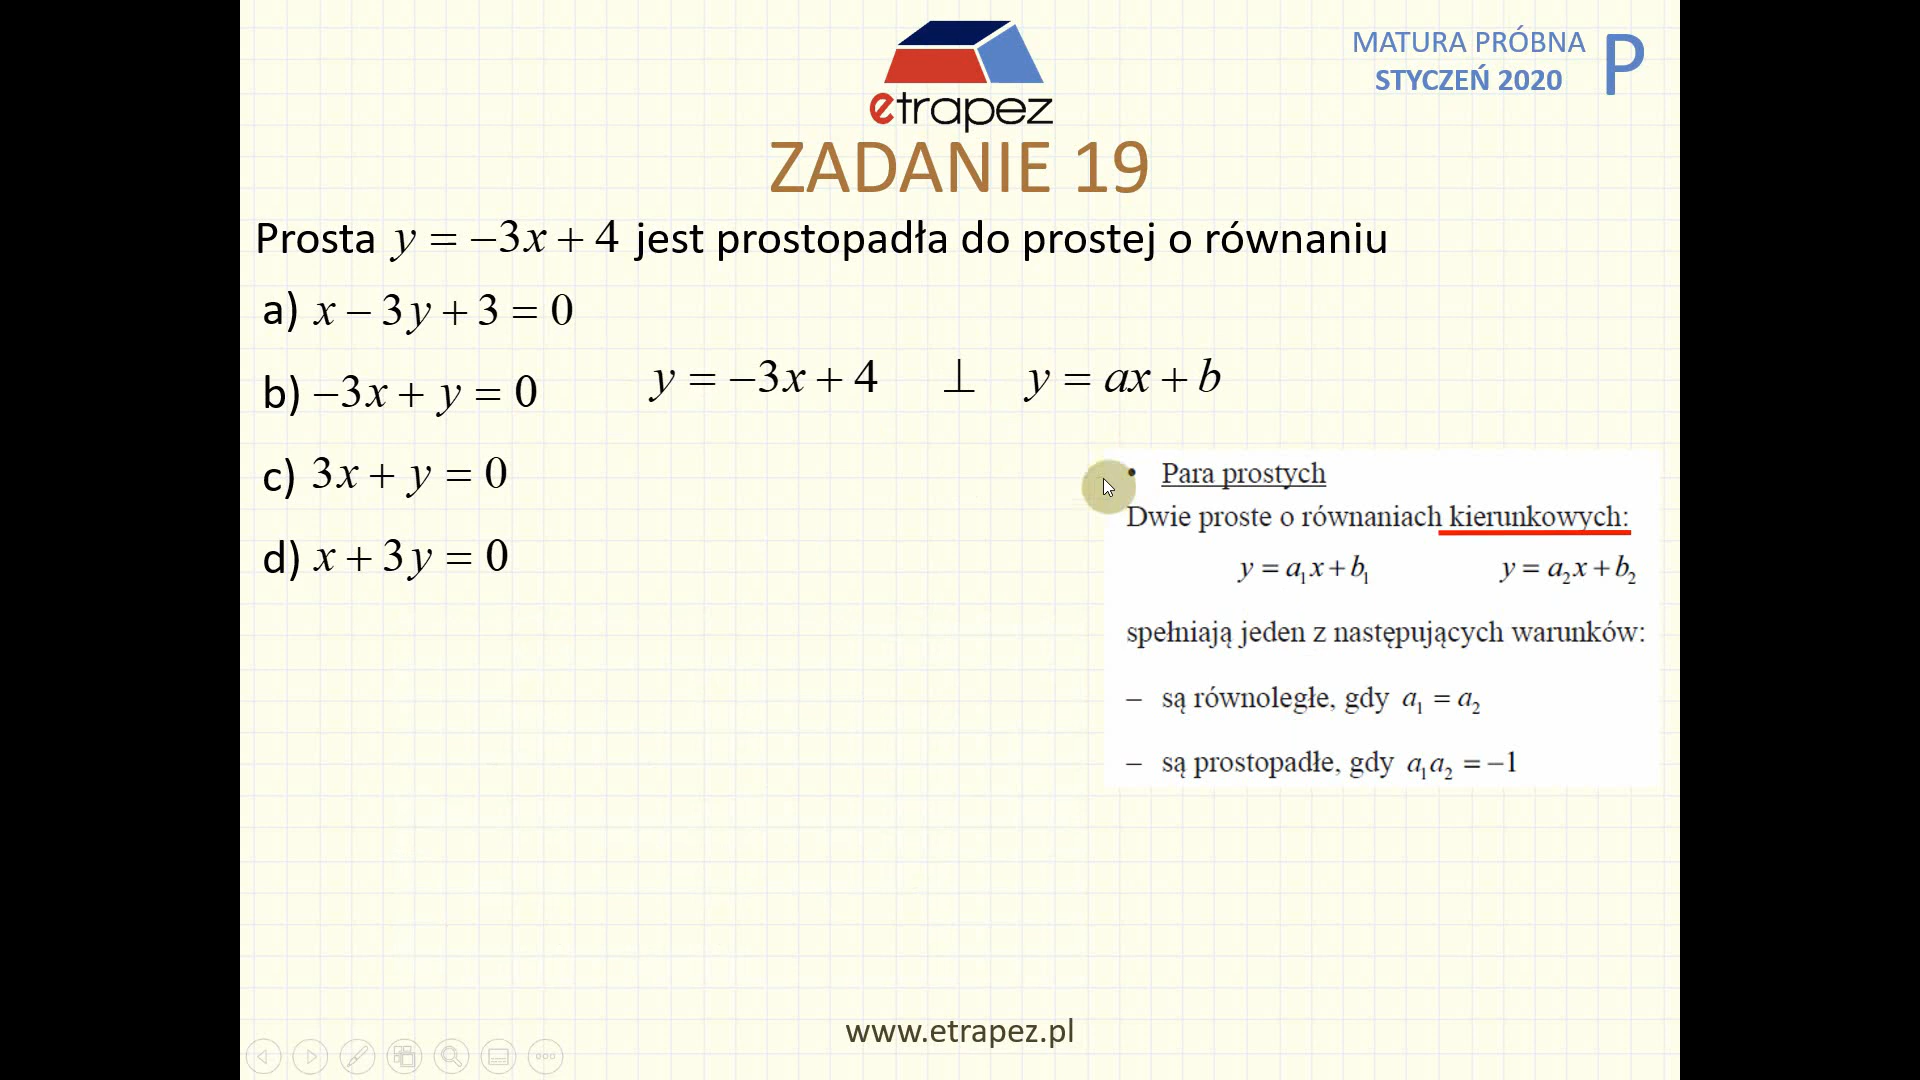 etrapez
MATURA PRÓBNA
STYCZEŃ 2020
P
ZADANIE 19
Prosta y = −3x + 4 jest prostopadła do prostej o równaniu
a) x − 3y + 3 = 0
b) −3x + y = 0
y = −3x + 4 ⊥ y = ax + b
c) 3x + y = 0
d) x + 3y = 0
• Para prostych
Dwie proste o równaniach kierunkowych:
y = a₁x + b₁ y = a₂x + b₂
spełniają jeden z następujących warunków:
– są równoległe, gdy a₁ = a₂
– są prostopadłe, gdy a₁a₂ = −1
www.etrapez.pl